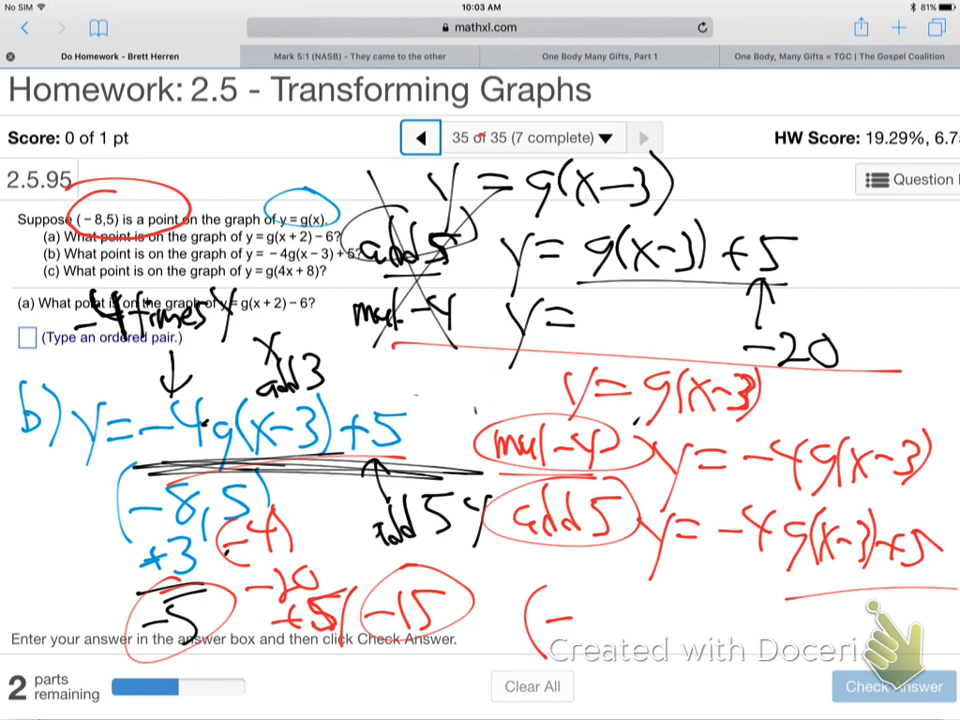 No SIM 10:03 AM 81%
mathxl.com
Do Homework - Brett Herren Mark 5:1 (NASB) - They came to the other One Body Many Gifts, Part 1 One Body, Many Gifts « TGC | The Gospel Coalition
Homework: 2.5 - Transforming Graphs
Score: 0 of 1 pt 35 of 35 (7 complete) HW Score: 19.29%, 6.7
2.5.95 Question
y = g(x-3)
Suppose (-8,5) is a point on the graph of y = g(x).
(a) What point is on the graph of y = g(x + 2) - 6?
(b) What point is on the graph of y = -4g(x - 3) + 5?
(c) What point is on the graph of y = g(4x + 8)?
add 5 y = g(x-3) +5
mul -4 y =
-20
(a) What point is on the graph of y = g(x + 2) - 6?
-4 times y
(Type an ordered pair.)
x
add 3
y = g(x-3)
b) y = -4g(x-3)+5
mul -4 y = -4g(x-3)
(-8, 5) add 5 y
add 5 y = -4g(x-3)+5
+3 (-4)
-20
-5 +5 (-15) (-
Enter your answer in the answer box and then click Check Answer.
Created with Doceri
2 parts remaining Clear All Check Answer